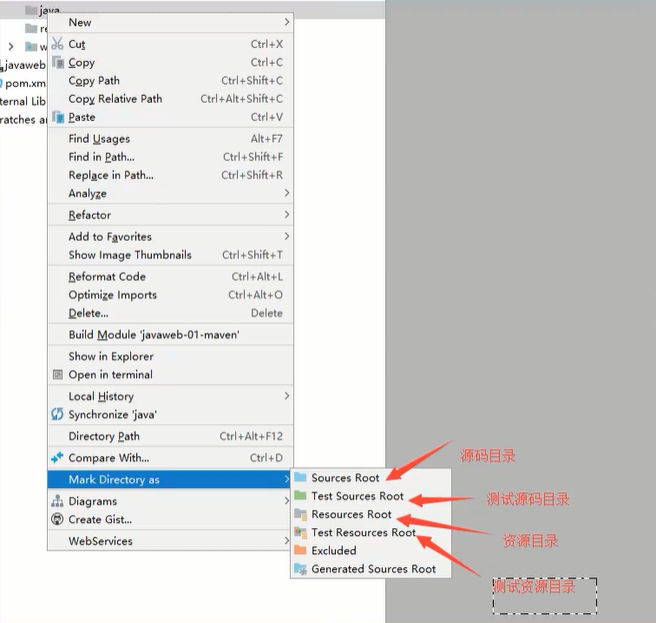 java
New
Cut Ctrl+X
Copy Ctrl+C
Copy Path Ctrl+Shift+C
Copy Relative Path Ctrl+Alt+Shift+C
Paste Ctrl+V
javaweb
pom.xm
ternal Lib
ratches a
Find Usages Alt+F7
Find in Path... Ctrl+Shift+F
Replace in Path... Ctrl+Shift+R
Analyze
Refactor
Add to Favorites
Show Image Thumbnails Ctrl+Shift+T
Reformat Code Ctrl+Alt+L
Optimize Imports Ctrl+Alt+O
Delete... Delete
Build Module 'javaweb-01-maven'
Show in Explorer
Open in terminal
Local History
Synchronize 'java'
Directory Path Ctrl+Alt+F12
Compare With... Ctrl+D
Mark Directory as
Diagrams
Create Gist...
WebServices
Sources Root
Test Sources Root
Resources Root
Test Resources Root
Excluded
Generated Sources Root
源码目录
测试源码目录
资源目录
测试资源目录